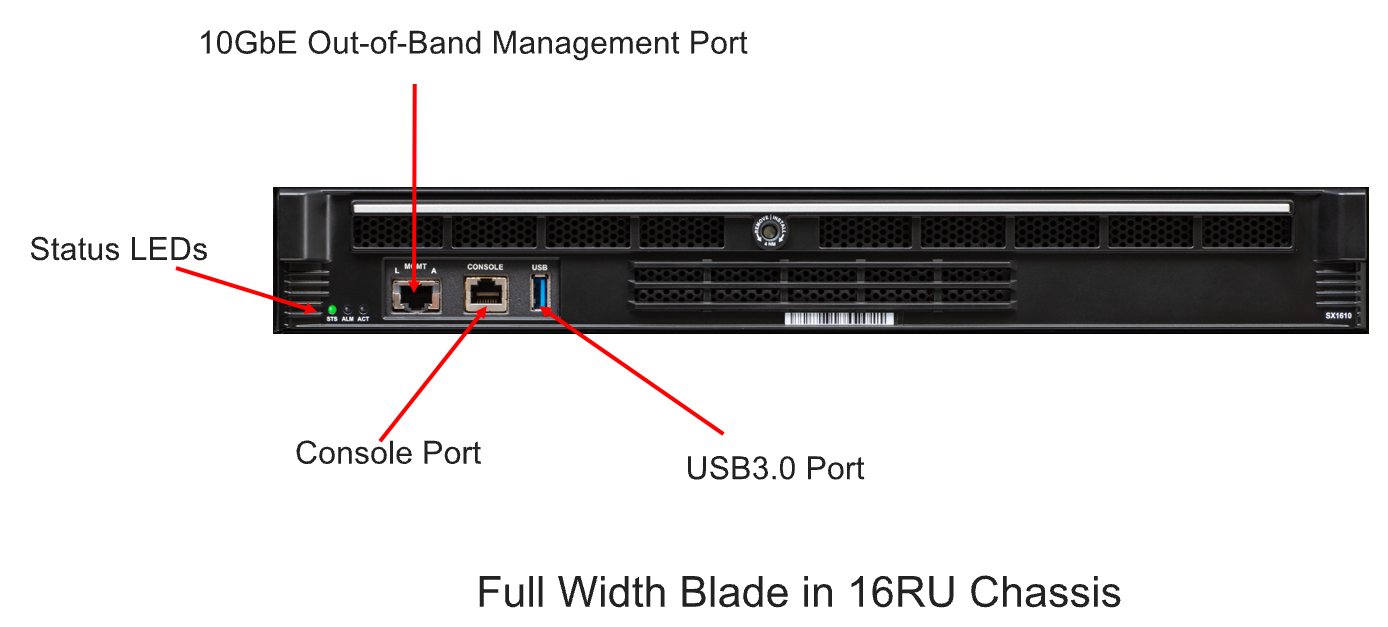 10GbE Out-of-Band Management Port
Status LEDs
L MGMT A
CONSOLE
USB
REMOVE | INSTALL
4 NM
STS ALM ACT
SX1610
Console Port
USB3.0 Port
Full Width Blade in 16RU Chassis